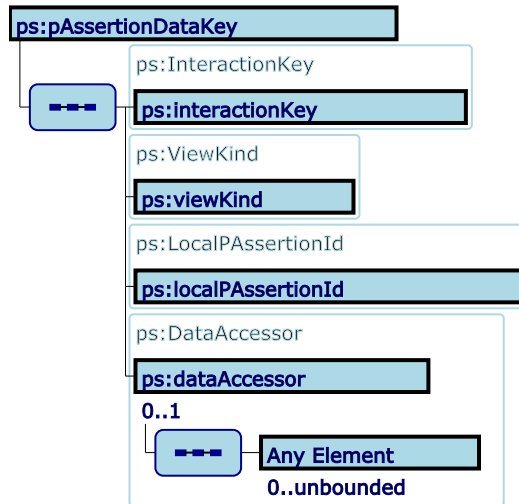 ps:pAssertionDataKey
ps:InteractionKey
ps:interactionKey
ps:ViewKind
ps:viewKind
ps:LocalPAssertionId
ps:localPAssertionId
ps:DataAccessor
ps:dataAccessor
0..1
Any Element
0..unbounded